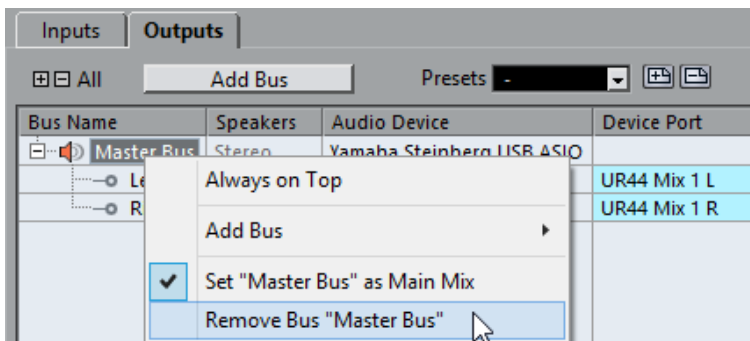 Inputs Outputs
All Add Bus Presets -
Bus Name Speakers Audio Device Device Port
Master Bus Stereo Yamaha Steinberg USB ASIO
UR44 Mix 1 L
R UR44 Mix 1 R
Always on Top
Add Bus
Set "Master Bus" as Main Mix
Remove Bus "Master Bus"